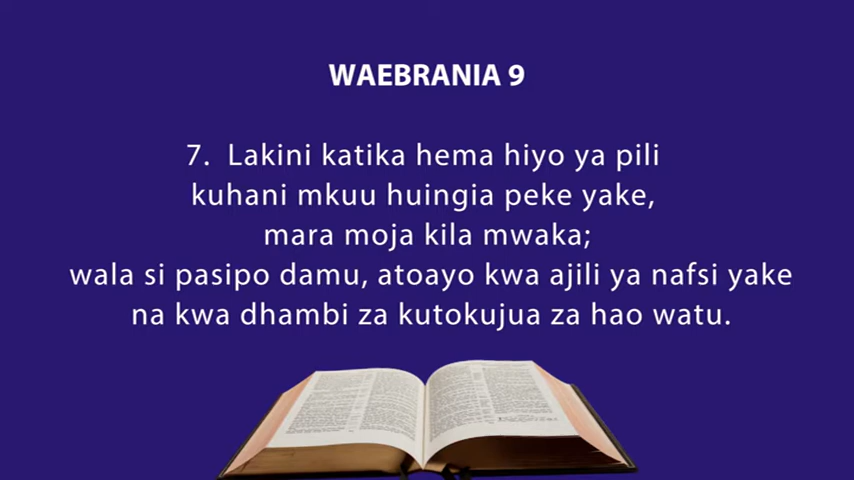 WAEBRANIA 9
7. Lakini katika hema hiyo ya pili
kuhani mkuu huingia peke yake,
mara moja kila mwaka;
wala si pasipo damu, atoayo kwa ajili ya nafsi yake
na kwa dhambi za kutokujua za hao watu.